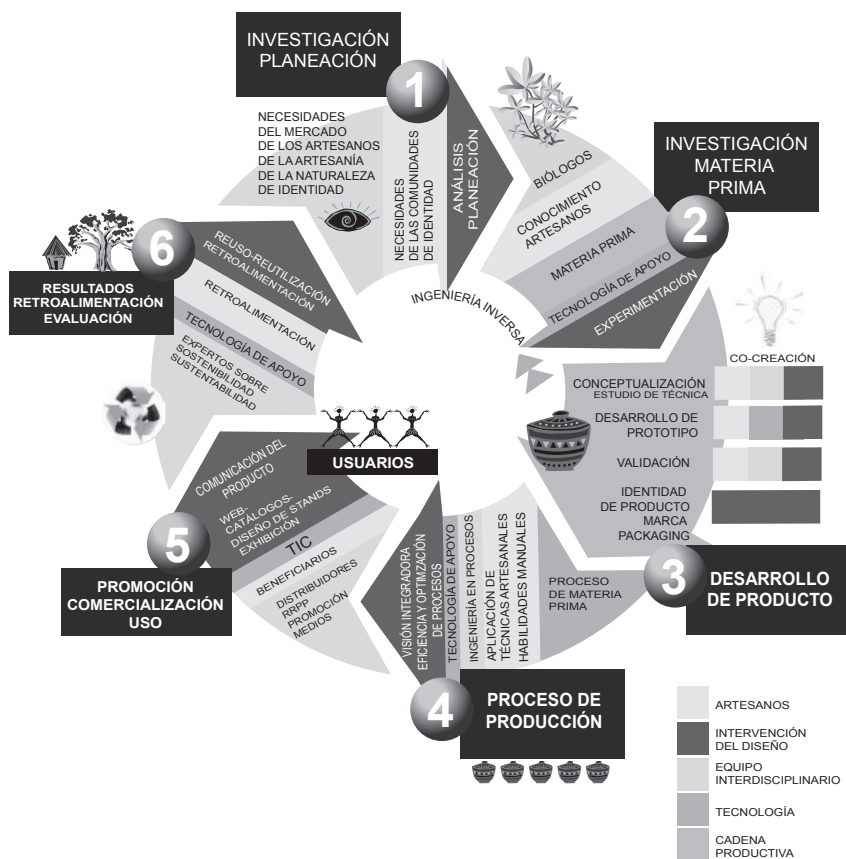 INVESTIGACIÓN
PLANEACIÓN
1
NECESIDADES
DEL MERCADO
DE LOS ARTESANOS
DE LA ARTESANÍA
DE LA NATURALEZA
DE IDENTIDAD
NECESIDADES
DE LAS COMUNIDADES
DE IDENTIDAD
ANÁLISIS
PLANEACIÓN
INVESTIGACIÓN
MATERIA
PRIMA
2
BIÓLOGOS
CONOCIMIENTO
ARTESANOS
MATERIA PRIMA
TECNOLOGÍA DE APOYO
EXPERIMENTACIÓN
INGENIERÍA INVERSA
CO-CREACIÓN
CONCEPTUALIZACIÓN
ESTUDIO DE TÉCNICA
DESARROLLO DE
PROTOTIPO
VALIDACIÓN
IDENTIDAD
DE PRODUCTO
MARCA
PACKAGING
3
DESARROLLO
DE PRODUCTO
PROCESO
DE MATERIA
PRIMA
APLICACIÓN DE
TÉCNICAS ARTESANALES
HABILIDADES MANUALES
INGENIERÍA EN PROCESOS
TECNOLOGÍA DE APOYO
VISIÓN INTEGRADORA
EFICIENCIA Y OPTIMZACIÓN
DE PROCESOS
4
PROCESO DE
PRODUCCIÓN
USUARIOS
COMUNICACIÓN DEL
PRODUCTO
WEB-
CATÁLOGOS-
DISEÑO DE STANDS
EXHIBICIÓN
TIC
BENEFICIARIOS
DISTRIBUIDORES
RRPP
PROMOCIÓN
MEDIOS
5
PROMOCIÓN
COMERCIALIZACIÓN
USO
6
RESULTADOS
RETROALIMENTACIÓN
EVALUACIÓN
REUSO-REUTILIZACIÓN
RETROALIMENTACIÓN
RETROALIMENTACIÓN
TECNOLOGÍA DE APOYO
EXPERTOS SOBRE
SOSTENIBILIDAD
SUSTENTABILIDAD
ARTESANOS
INTERVENCIÓN
DEL DISEÑO
EQUIPO
INTERDISCIPLINARIO
TECNOLOGÍA
CADENA
PRODUCTIVA